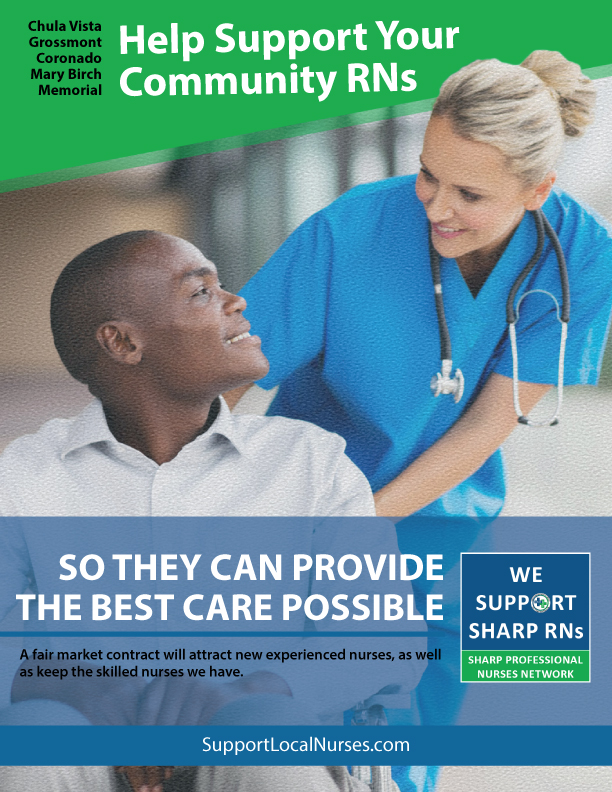 Chula Vista
Grossmont
Coronado
Mary Birch
Memorial
Help Support Your
Community RNs
SO THEY CAN PROVIDE
THE BEST CARE POSSIBLE
A fair market contract will attract new experienced nurses, as well
as keep the skilled nurses we have.
WE
SUPPORT
SHARP RNs
SHARP PROFESSIONAL
NURSES NETWORK
SupportLocalNurses.com